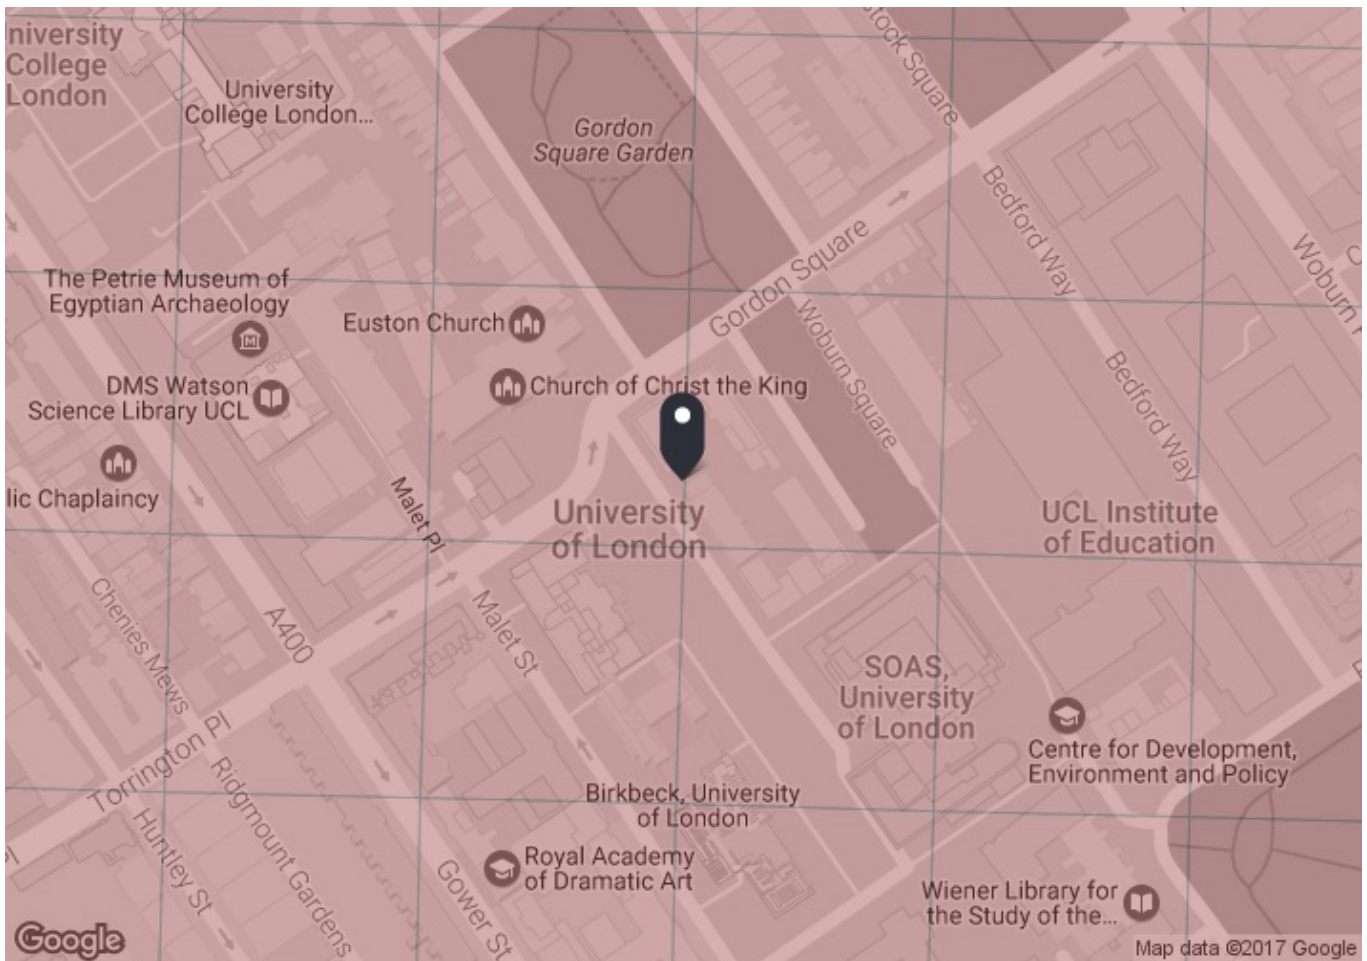 niversity
College
London
University
College London...
Gordon
Square Garden
stock Square
Bedford Way
Woburn
Gordon Square
Woburn Square
Bedford Way
The Petrie Museum of
Egyptian Archaeology
Euston Church
DMS Watson
Science Library UCL
Church of Christ the King
lic Chaplaincy
Malet Pl
University
of London
UCL Institute
of Education
Chenies Mews
A400
Malet St
SOAS,
University
of London
Torrington Pl
Ridgmount Gardens
Huntley St
Gower St
Centre for Development,
Environment and Policy
Birkbeck, University
of London
Royal Academy
of Dramatic Art
Wiener Library for
the Study of the...
Google
Map data ©2017 Google